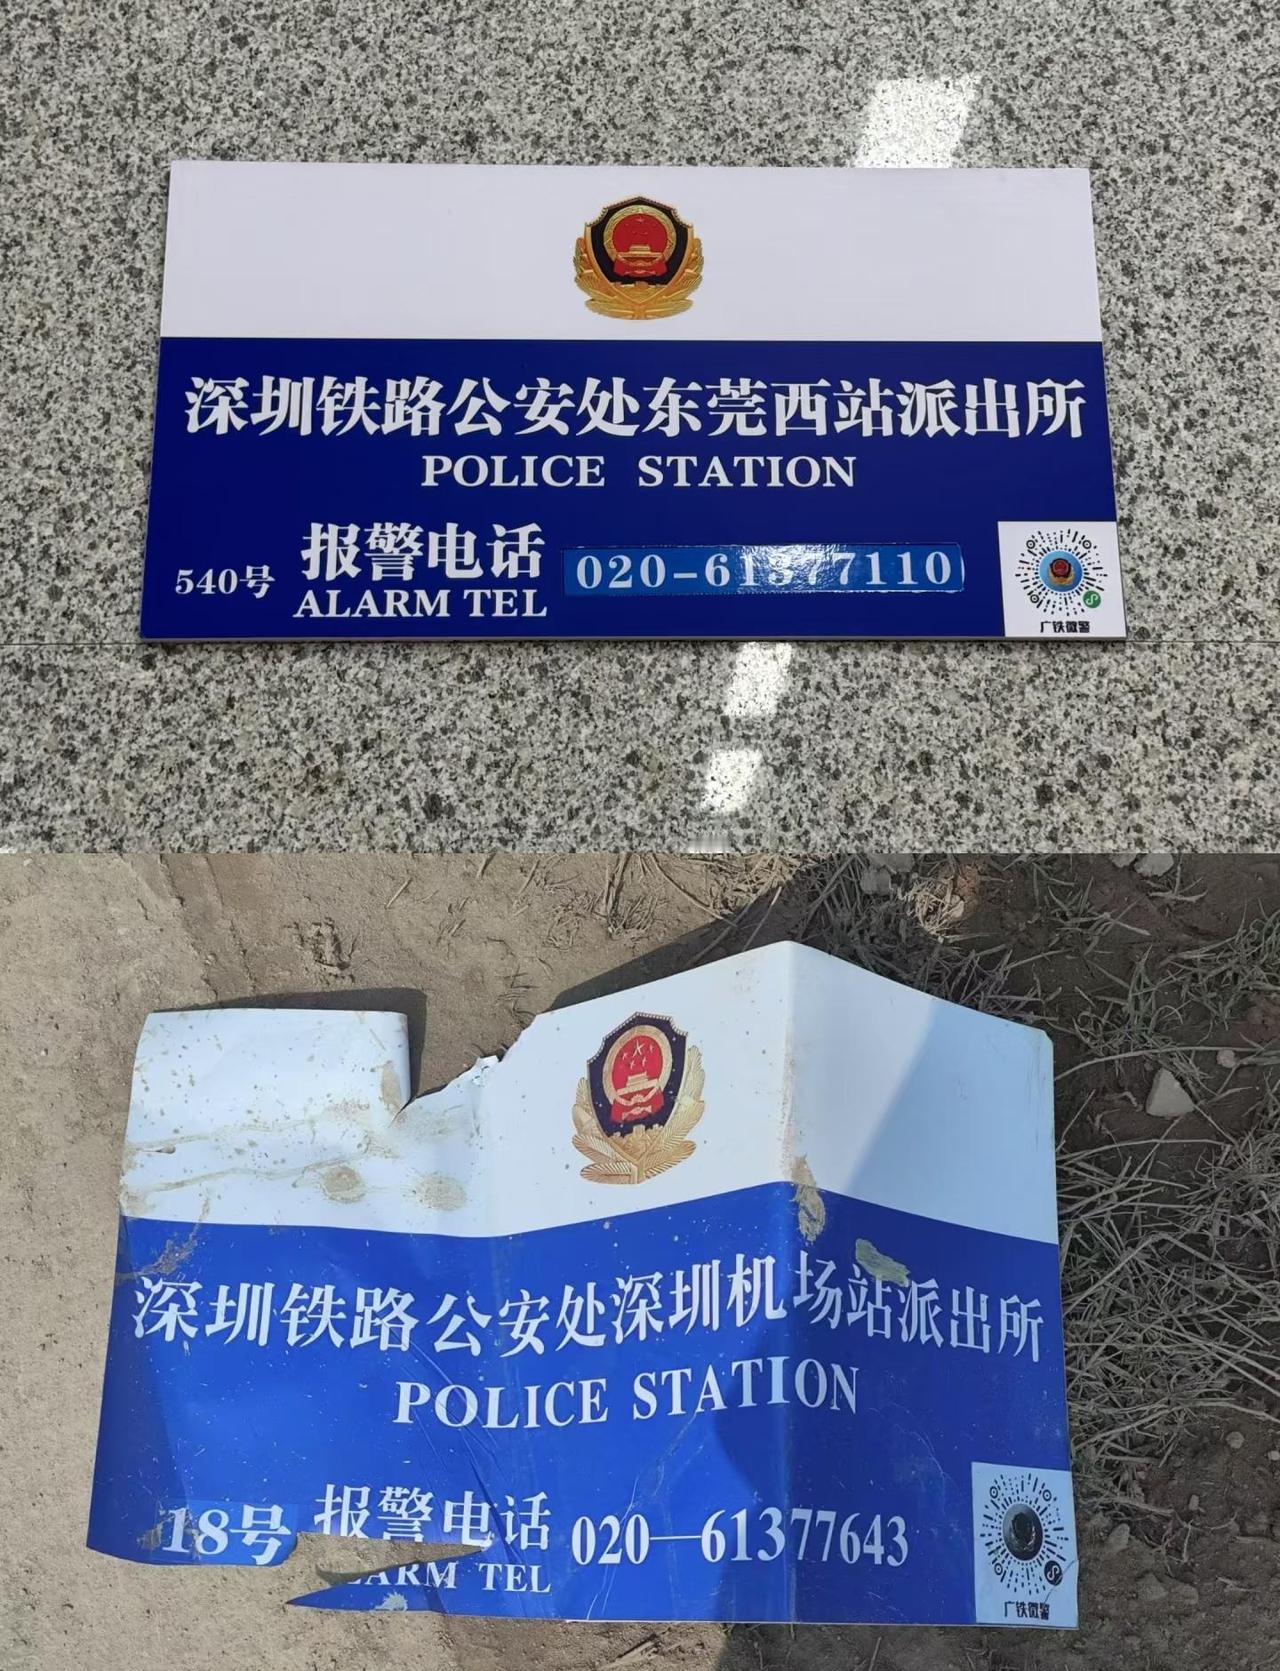 深圳铁路公安处东莞西站派出所
POLICE STATION
540号 报警电话 020-61377110
ALARM TEL
广铁微警
深圳铁路公安处深圳机场站派出所
POLICE STATION
18号 报警电话 020—61377643
ALARM TEL
广铁微警